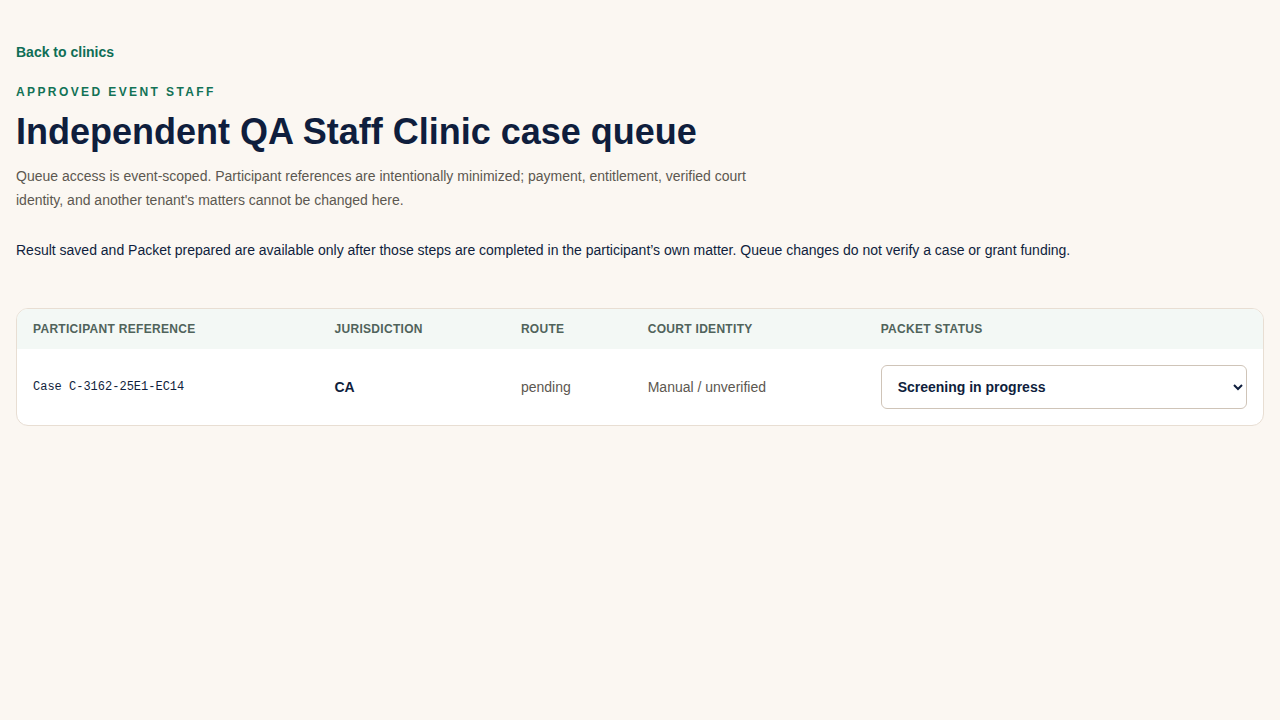 Back to clinics
APPROVED EVENT STAFF
Independent QA Staff Clinic case queue
Queue access is event-scoped. Participant references are intentionally minimized; payment, entitlement, verified court
identity, and another tenant's matters cannot be changed here.
Result saved and Packet prepared are available only after those steps are completed in the participant's own matter. Queue changes do not verify a case or grant funding.
PARTICIPANT REFERENCE JURISDICTION ROUTE COURT IDENTITY PACKET STATUS
Case C-3162-25E1-EC14 CA pending Manual / unverified Screening in progress